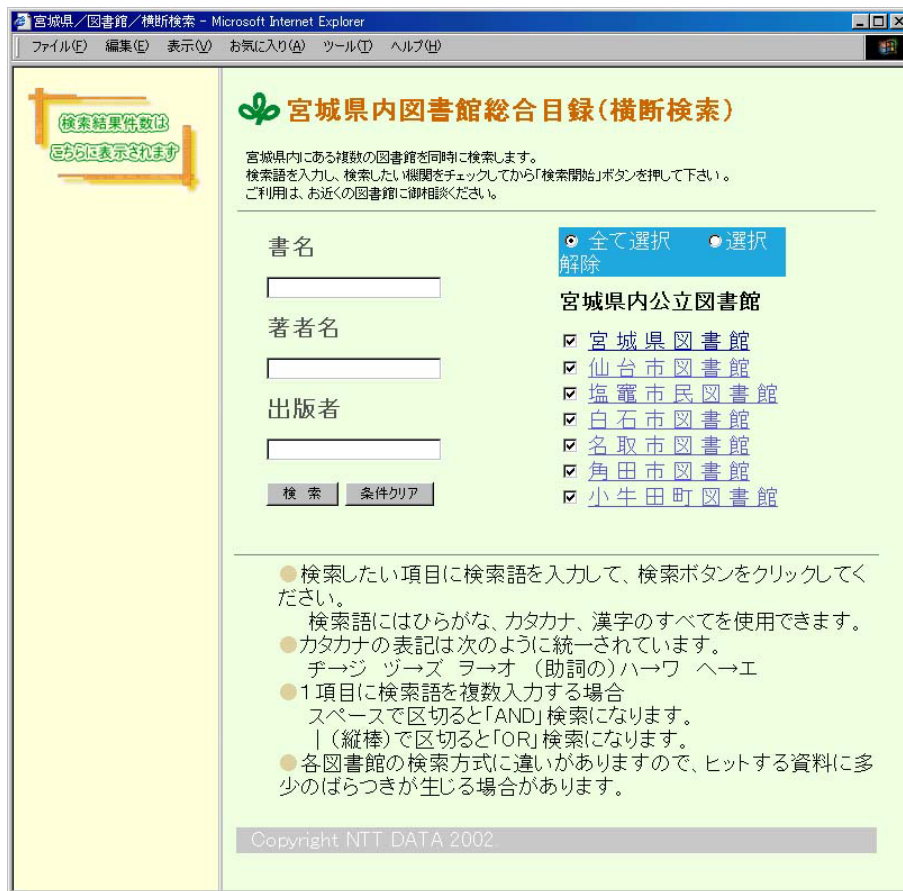 宮城県／図書館／横断検索 - Microsoft Internet Explorer
ファイル(F) 編集(E) 表示(V) お気に入り(A) ツール(T) ヘルプ(H)
検索結果件数は
こちらに表示されます
宮城県内図書館総合目録(横断検索)
宮城県内にある複数の図書館を同時に検索します。
検索語を入力し、検索したい機関をチェックしてから「検索開始」ボタンを押して下さい。
ご利用は、お近くの図書館に御相談ください。
書名
著者名
出版者
検 索 条件クリア
全て選択 選択
解除
宮城県内公立図書館
宮城県図書館
仙台市図書館
塩竈市民図書館
白石市図書館
名取市図書館
角田市図書館
小牛田町図書館
●検索したい項目に検索語を入力して、検索ボタンをクリックしてく
ださい。
検索語にはひらがな、カタカナ、漢字のすべてを使用できます。
●カタカナの表記は次のように統一されています。
ヂ→ジ ヅ→ズ ヲ→オ (助詞の)ハ→ワ ヘ→エ
●1項目に検索語を複数入力する場合
スペースで区切ると「AND」検索になります。
｜(縦棒)で区切ると「OR」検索になります。
●各図書館の検索方式に違いがありますので、ヒットする資料に多
少のばらつきが生じる場合があります。
Copyright NTT DATA 2002.